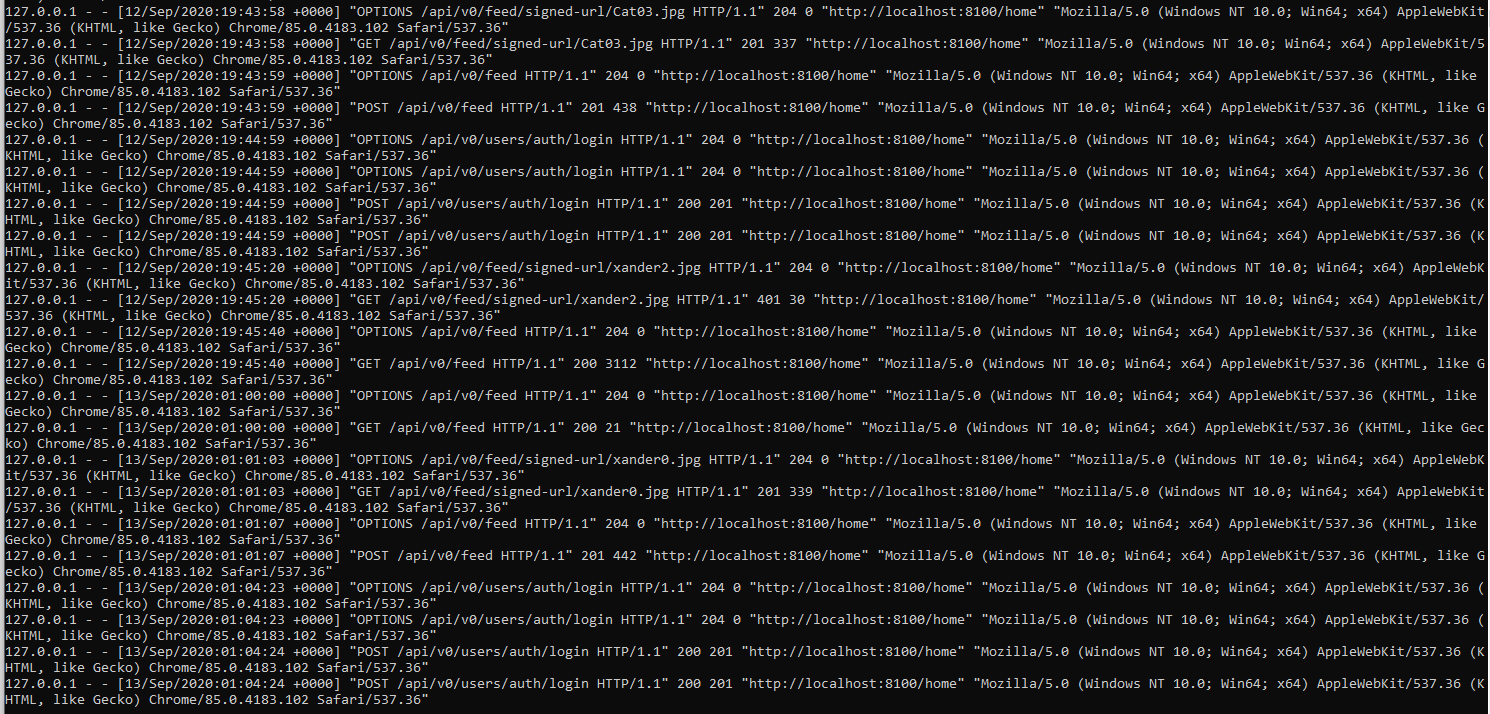 127.0.0.1 - - [12/Sep/2020:19:43:58 +0000] "OPTIONS /api/v0/feed/signed-url/Cat03.jpg HTTP/1.1" 204 0 "http://localhost:8100/home" "Mozilla/5.0 (Windows NT 10.0; Win64; x64) AppleWebKit
/537.36 (KHTML, like Gecko) Chrome/85.0.4183.102 Safari/537.36"
127.0.0.1 - - [12/Sep/2020:19:43:58 +0000] "GET /api/v0/feed/signed-url/Cat03.jpg HTTP/1.1" 201 337 "http://localhost:8100/home" "Mozilla/5.0 (Windows NT 10.0; Win64; x64) AppleWebKit/5
37.36 (KHTML, like Gecko) Chrome/85.0.4183.102 Safari/537.36"
127.0.0.1 - - [12/Sep/2020:19:43:59 +0000] "OPTIONS /api/v0/feed HTTP/1.1" 204 0 "http://localhost:8100/home" "Mozilla/5.0 (Windows NT 10.0; Win64; x64) AppleWebKit/537.36 (KHTML, like
Gecko) Chrome/85.0.4183.102 Safari/537.36"
127.0.0.1 - - [12/Sep/2020:19:43:59 +0000] "POST /api/v0/feed HTTP/1.1" 201 438 "http://localhost:8100/home" "Mozilla/5.0 (Windows NT 10.0; Win64; x64) AppleWebKit/537.36 (KHTML, like G
ecko) Chrome/85.0.4183.102 Safari/537.36"
127.0.0.1 - - [12/Sep/2020:19:44:59 +0000] "OPTIONS /api/v0/users/auth/login HTTP/1.1" 204 0 "http://localhost:8100/home" "Mozilla/5.0 (Windows NT 10.0; Win64; x64) AppleWebKit/537.36 (
KHTML, like Gecko) Chrome/85.0.4183.102 Safari/537.36"
127.0.0.1 - - [12/Sep/2020:19:44:59 +0000] "OPTIONS /api/v0/users/auth/login HTTP/1.1" 204 0 "http://localhost:8100/home" "Mozilla/5.0 (Windows NT 10.0; Win64; x64) AppleWebKit/537.36 (
KHTML, like Gecko) Chrome/85.0.4183.102 Safari/537.36"
127.0.0.1 - - [12/Sep/2020:19:44:59 +0000] "POST /api/v0/users/auth/login HTTP/1.1" 200 201 "http://localhost:8100/home" "Mozilla/5.0 (Windows NT 10.0; Win64; x64) AppleWebKit/537.36 (K
HTML, like Gecko) Chrome/85.0.4183.102 Safari/537.36"
127.0.0.1 - - [12/Sep/2020:19:44:59 +0000] "POST /api/v0/users/auth/login HTTP/1.1" 200 201 "http://localhost:8100/home" "Mozilla/5.0 (Windows NT 10.0; Win64; x64) AppleWebKit/537.36 (K
HTML, like Gecko) Chrome/85.0.4183.102 Safari/537.36"
127.0.0.1 - - [12/Sep/2020:19:45:20 +0000] "OPTIONS /api/v0/feed/signed-url/xander2.jpg HTTP/1.1" 204 0 "http://localhost:8100/home" "Mozilla/5.0 (Windows NT 10.0; Win64; x64) AppleWebK
it/537.36 (KHTML, like Gecko) Chrome/85.0.4183.102 Safari/537.36"
127.0.0.1 - - [12/Sep/2020:19:45:20 +0000] "GET /api/v0/feed/signed-url/xander2.jpg HTTP/1.1" 401 30 "http://localhost:8100/home" "Mozilla/5.0 (Windows NT 10.0; Win64; x64) AppleWebKit/
537.36 (KHTML, like Gecko) Chrome/85.0.4183.102 Safari/537.36"
127.0.0.1 - - [12/Sep/2020:19:45:40 +0000] "OPTIONS /api/v0/feed HTTP/1.1" 204 0 "http://localhost:8100/home" "Mozilla/5.0 (Windows NT 10.0; Win64; x64) AppleWebKit/537.36 (KHTML, like
Gecko) Chrome/85.0.4183.102 Safari/537.36"
127.0.0.1 - - [12/Sep/2020:19:45:40 +0000] "GET /api/v0/feed HTTP/1.1" 200 3112 "http://localhost:8100/home" "Mozilla/5.0 (Windows NT 10.0; Win64; x64) AppleWebKit/537.36 (KHTML, like G
ecko) Chrome/85.0.4183.102 Safari/537.36"
127.0.0.1 - - [13/Sep/2020:01:00:00 +0000] "OPTIONS /api/v0/feed HTTP/1.1" 204 0 "http://localhost:8100/home" "Mozilla/5.0 (Windows NT 10.0; Win64; x64) AppleWebKit/537.36 (KHTML, like
Gecko) Chrome/85.0.4183.102 Safari/537.36"
127.0.0.1 - - [13/Sep/2020:01:00:00 +0000] "GET /api/v0/feed HTTP/1.1" 200 21 "http://localhost:8100/home" "Mozilla/5.0 (Windows NT 10.0; Win64; x64) AppleWebKit/537.36 (KHTML, like Gec
ko) Chrome/85.0.4183.102 Safari/537.36"
127.0.0.1 - - [13/Sep/2020:01:01:03 +0000] "OPTIONS /api/v0/feed/signed-url/xander0.jpg HTTP/1.1" 204 0 "http://localhost:8100/home" "Mozilla/5.0 (Windows NT 10.0; Win64; x64) AppleWebK
it/537.36 (KHTML, like Gecko) Chrome/85.0.4183.102 Safari/537.36"
127.0.0.1 - - [13/Sep/2020:01:01:03 +0000] "GET /api/v0/feed/signed-url/xander0.jpg HTTP/1.1" 201 339 "http://localhost:8100/home" "Mozilla/5.0 (Windows NT 10.0; Win64; x64) AppleWebKit
/537.36 (KHTML, like Gecko) Chrome/85.0.4183.102 Safari/537.36"
127.0.0.1 - - [13/Sep/2020:01:01:07 +0000] "OPTIONS /api/v0/feed HTTP/1.1" 204 0 "http://localhost:8100/home" "Mozilla/5.0 (Windows NT 10.0; Win64; x64) AppleWebKit/537.36 (KHTML, like
Gecko) Chrome/85.0.4183.102 Safari/537.36"
127.0.0.1 - - [13/Sep/2020:01:01:07 +0000] "POST /api/v0/feed HTTP/1.1" 201 442 "http://localhost:8100/home" "Mozilla/5.0 (Windows NT 10.0; Win64; x64) AppleWebKit/537.36 (KHTML, like G
ecko) Chrome/85.0.4183.102 Safari/537.36"
127.0.0.1 - - [13/Sep/2020:01:04:23 +0000] "OPTIONS /api/v0/users/auth/login HTTP/1.1" 204 0 "http://localhost:8100/home" "Mozilla/5.0 (Windows NT 10.0; Win64; x64) AppleWebKit/537.36 (
KHTML, like Gecko) Chrome/85.0.4183.102 Safari/537.36"
127.0.0.1 - - [13/Sep/2020:01:04:23 +0000] "OPTIONS /api/v0/users/auth/login HTTP/1.1" 204 0 "http://localhost:8100/home" "Mozilla/5.0 (Windows NT 10.0; Win64; x64) AppleWebKit/537.36 (
KHTML, like Gecko) Chrome/85.0.4183.102 Safari/537.36"
127.0.0.1 - - [13/Sep/2020:01:04:24 +0000] "POST /api/v0/users/auth/login HTTP/1.1" 200 201 "http://localhost:8100/home" "Mozilla/5.0 (Windows NT 10.0; Win64; x64) AppleWebKit/537.36 (K
HTML, like Gecko) Chrome/85.0.4183.102 Safari/537.36"
127.0.0.1 - - [13/Sep/2020:01:04:24 +0000] "POST /api/v0/users/auth/login HTTP/1.1" 200 201 "http://localhost:8100/home" "Mozilla/5.0 (Windows NT 10.0; Win64; x64) AppleWebKit/537.36 (K
HTML, like Gecko) Chrome/85.0.4183.102 Safari/537.36"